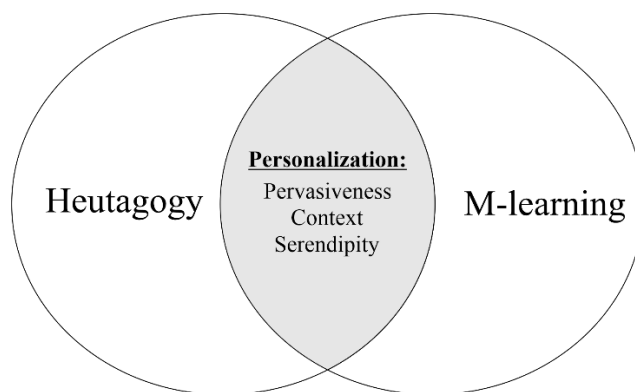 Heutagogy
Personalization:
Pervasiveness
Context
Serendipity
M-learning